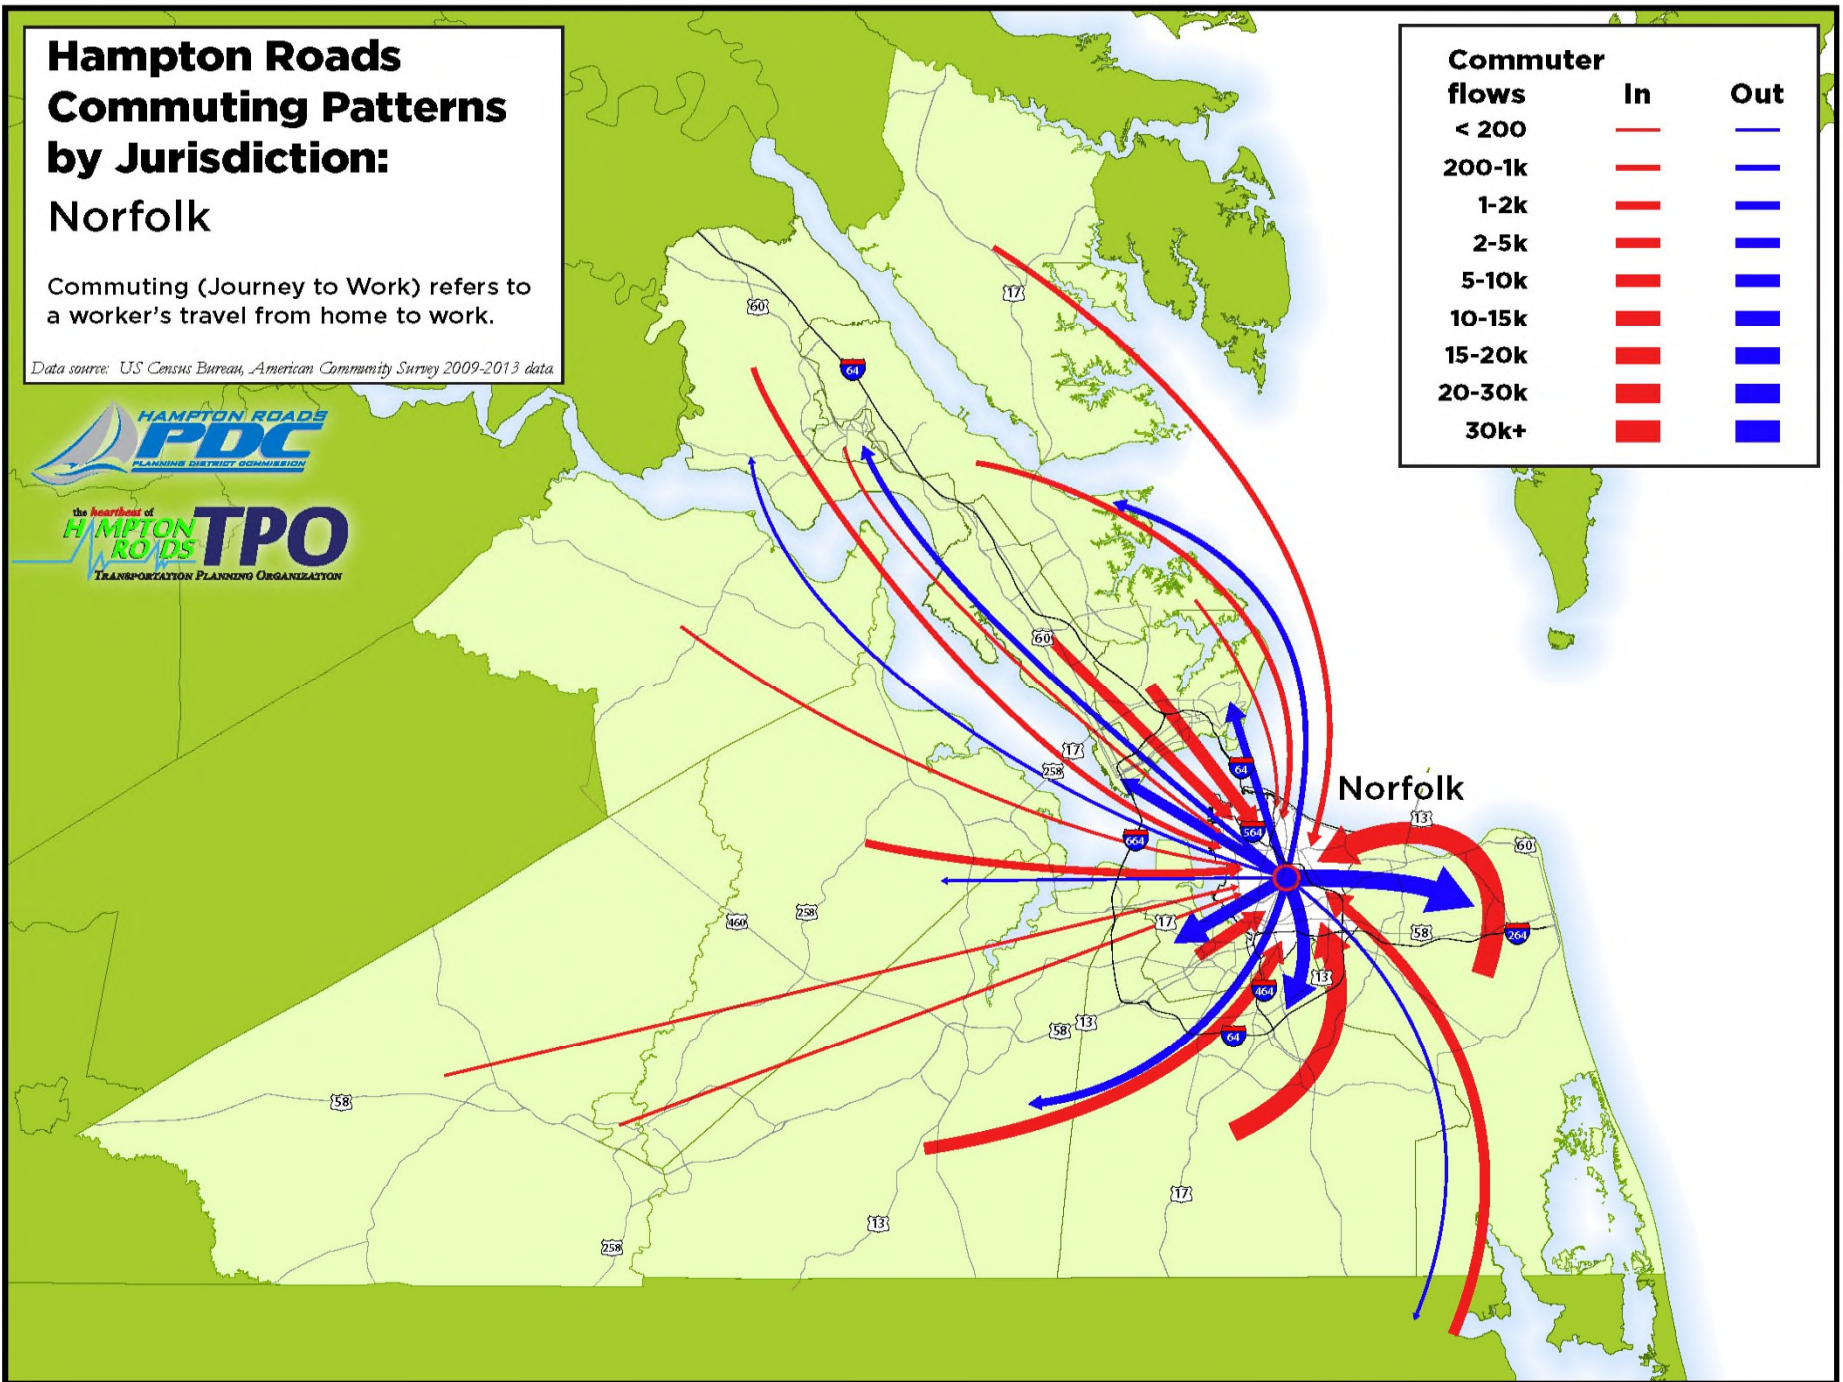 Hampton Roads
Commuting Patterns
by Jurisdiction:
Norfolk
Commuting (Journey to Work) refers to
a worker's travel from home to work.
Data source: US Census Bureau, American Community Survey 2009-2013 data.
HAMPTON ROADS
PDC
PLANNING DISTRICT COMMISSION
the heartbeat of
HAMPTON
ROADS
TPO
TRANSPORTATION PLANNING ORGANIZATION
Commuter
flows In Out
< 200
200-1k
1-2k
2-5k
5-10k
10-15k
15-20k
20-30k
30k+
17
60
64
60
17
258
64
Norfolk
13
564
664
60
258
460
17
58
264
13
464
13
58
64
58
17
13
258